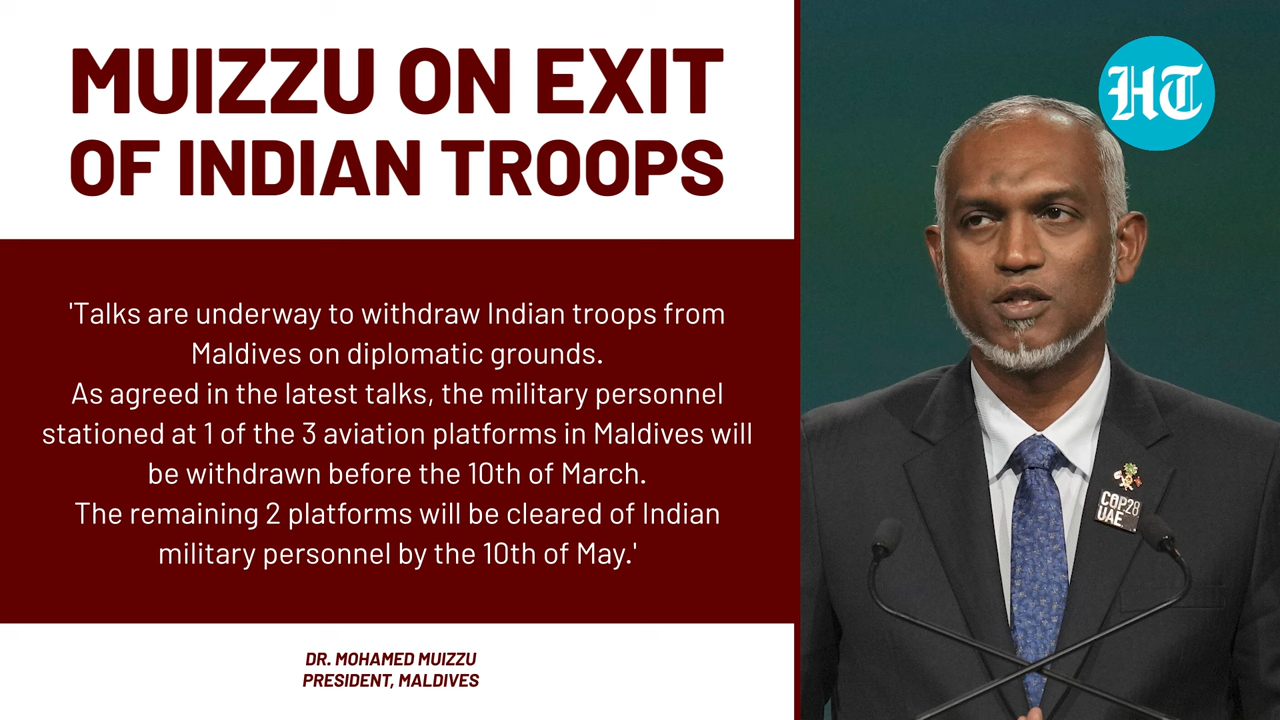 MUIZZU ON EXIT
OF INDIAN TROOPS
'Talks are underway to withdraw Indian troops from
Maldives on diplomatic grounds.
As agreed in the latest talks, the military personnel
stationed at 1 of the 3 aviation platforms in Maldives will
be withdrawn before the 10th of March.
The remaining 2 platforms will be cleared of Indian
military personnel by the 10th of May.'
DR. MOHAMED MUIZZU
PRESIDENT, MALDIVES
HT
COP28
UAE